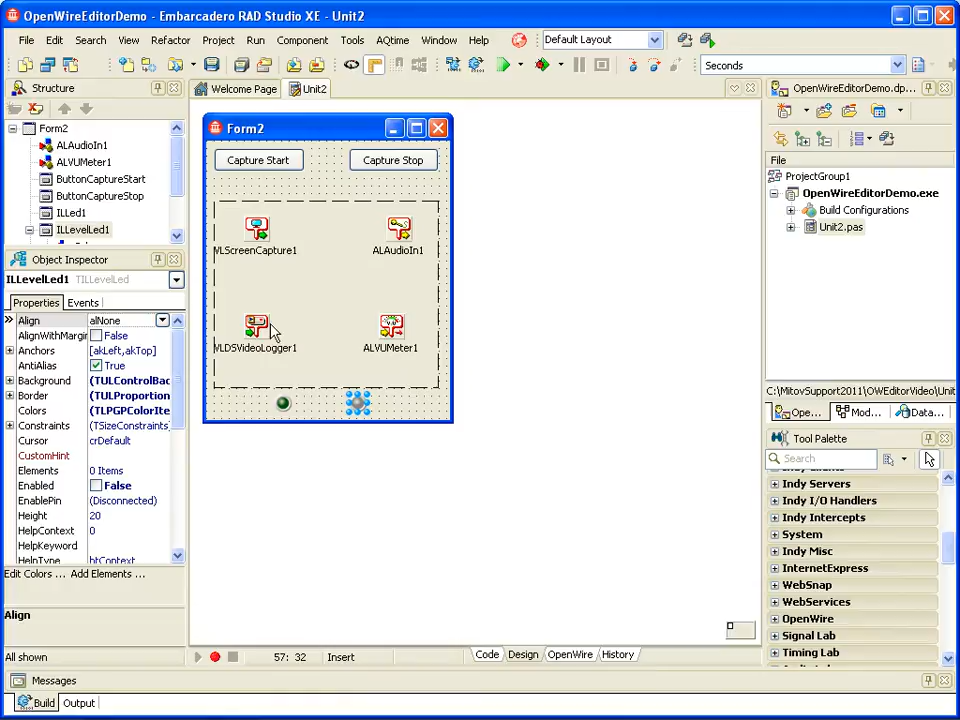 OpenWireEditorDemo - Embarcadero RAD Studio XE - Unit2
File Edit Search View Refactor Project Run Component Tools AQtime Window Help
Default Layout
Seconds
Structure
Welcome Page
Unit2
OpenWireEditorDemo.dp...
Form2
ALAudioIn1
ALVUMeter1
ButtonCaptureStart
ButtonCaptureStop
ILLed1
ILLevelLed1
Form2
Capture Start
Capture Stop
VLScreenCapture1
ALAudioIn1
VLDSVideoLogger1
ALVUMeter1
File
ProjectGroup1
OpenWireEditorDemo.exe
Build Configurations
Unit2.pas
Object Inspector
ILLevelLed1 TILLevelLed
Properties
Events
Align alNone
AlignWithMargi False
Anchors [akLeft,akTop]
AntiAlias True
Background (TULControlBac
Border (TULProportion
Colors (TLPGPColorIte
Constraints (TSizeConstraints)
Cursor crDefault
CustomHint
Elements 0 Items
Enabled False
EnablePin (Disconnected)
Height 20
HelpContext 0
HelpKeyword
HelpType htContext
Edit Colors ... Add Elements ...
Align
All shown
C:\MitovSupport2011\OWEditorVideo\Unit
Ope...
Mod...
Data...
Tool Palette
Search
Indy Servers
Indy I/O Handlers
Indy Intercepts
System
Indy Misc
InternetExpress
WebSnap
WebServices
OpenWire
Signal Lab
Timing Lab
57: 32
Insert
Code
Design
OpenWire
History
Messages
Build
Output